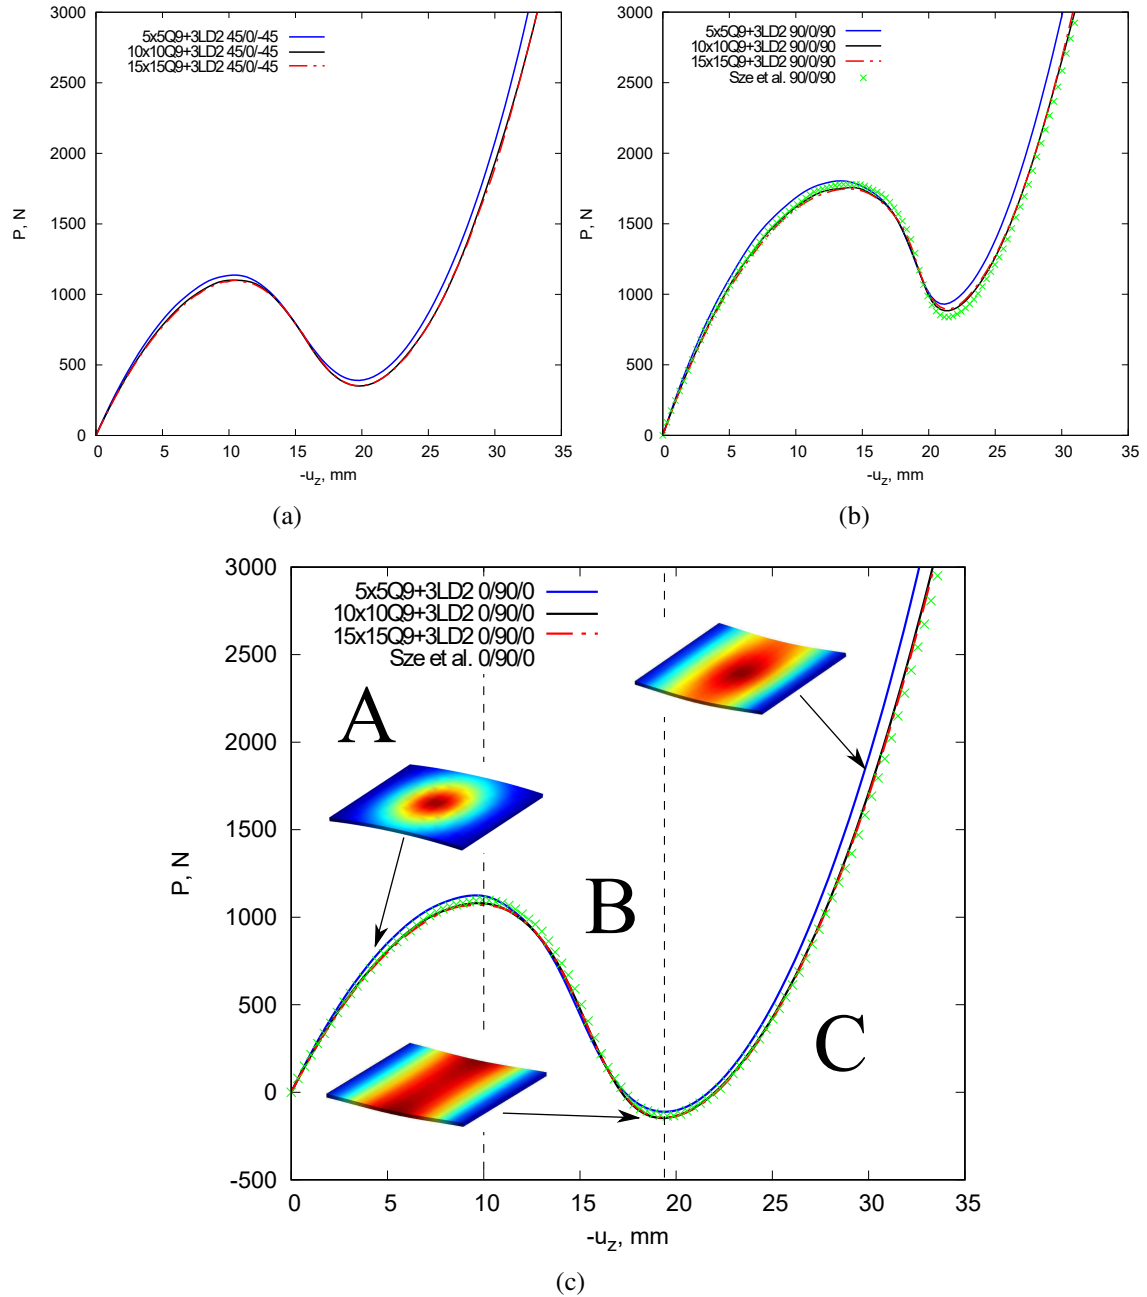 3000
2500
2000
1500
1000
500
0
P, N
5x5Q9+3LD2 45/0/-45
10x10Q9+3LD2 45/0/-45
15x15Q9+3LD2 45/0/-45
0 5 10 15 20 25 30 35
-uz, mm
(a)
3000
2500
2000
1500
1000
500
0
P, N
5x5Q9+3LD2 90/0/90
10x10Q9+3LD2 90/0/90
15x15Q9+3LD2 90/0/90
Sze et al. 90/0/90
0 5 10 15 20 25 30 35
-uz, mm
(b)
3000
2500
2000
1500
1000
500
0
-500
P, N
5x5Q9+3LD2 0/90/0
10x10Q9+3LD2 0/90/0
15x15Q9+3LD2 0/90/0
Sze et al. 0/90/0
A
B
C
0 5 10 15 20 25 30 35
-uz, mm
(c)